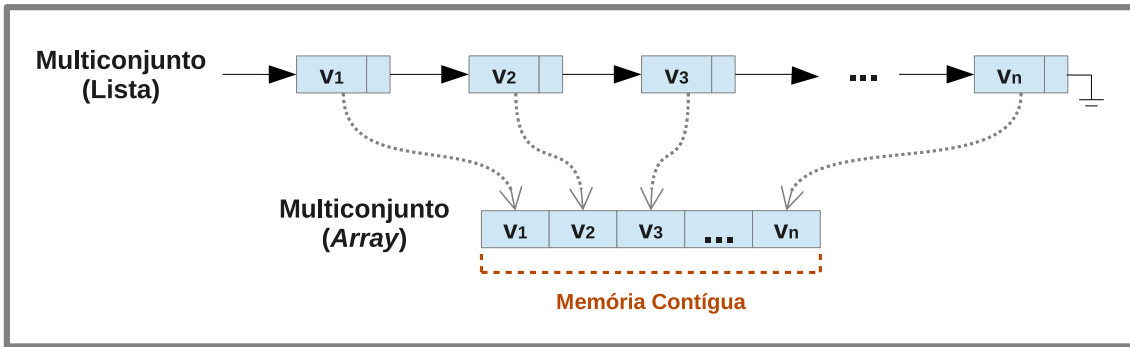 Multiconjunto
(Lista)
v1 v2 v3 ... vn
Multiconjunto
(Array)
v1 v2 v3 ... vn
Memória Contígua